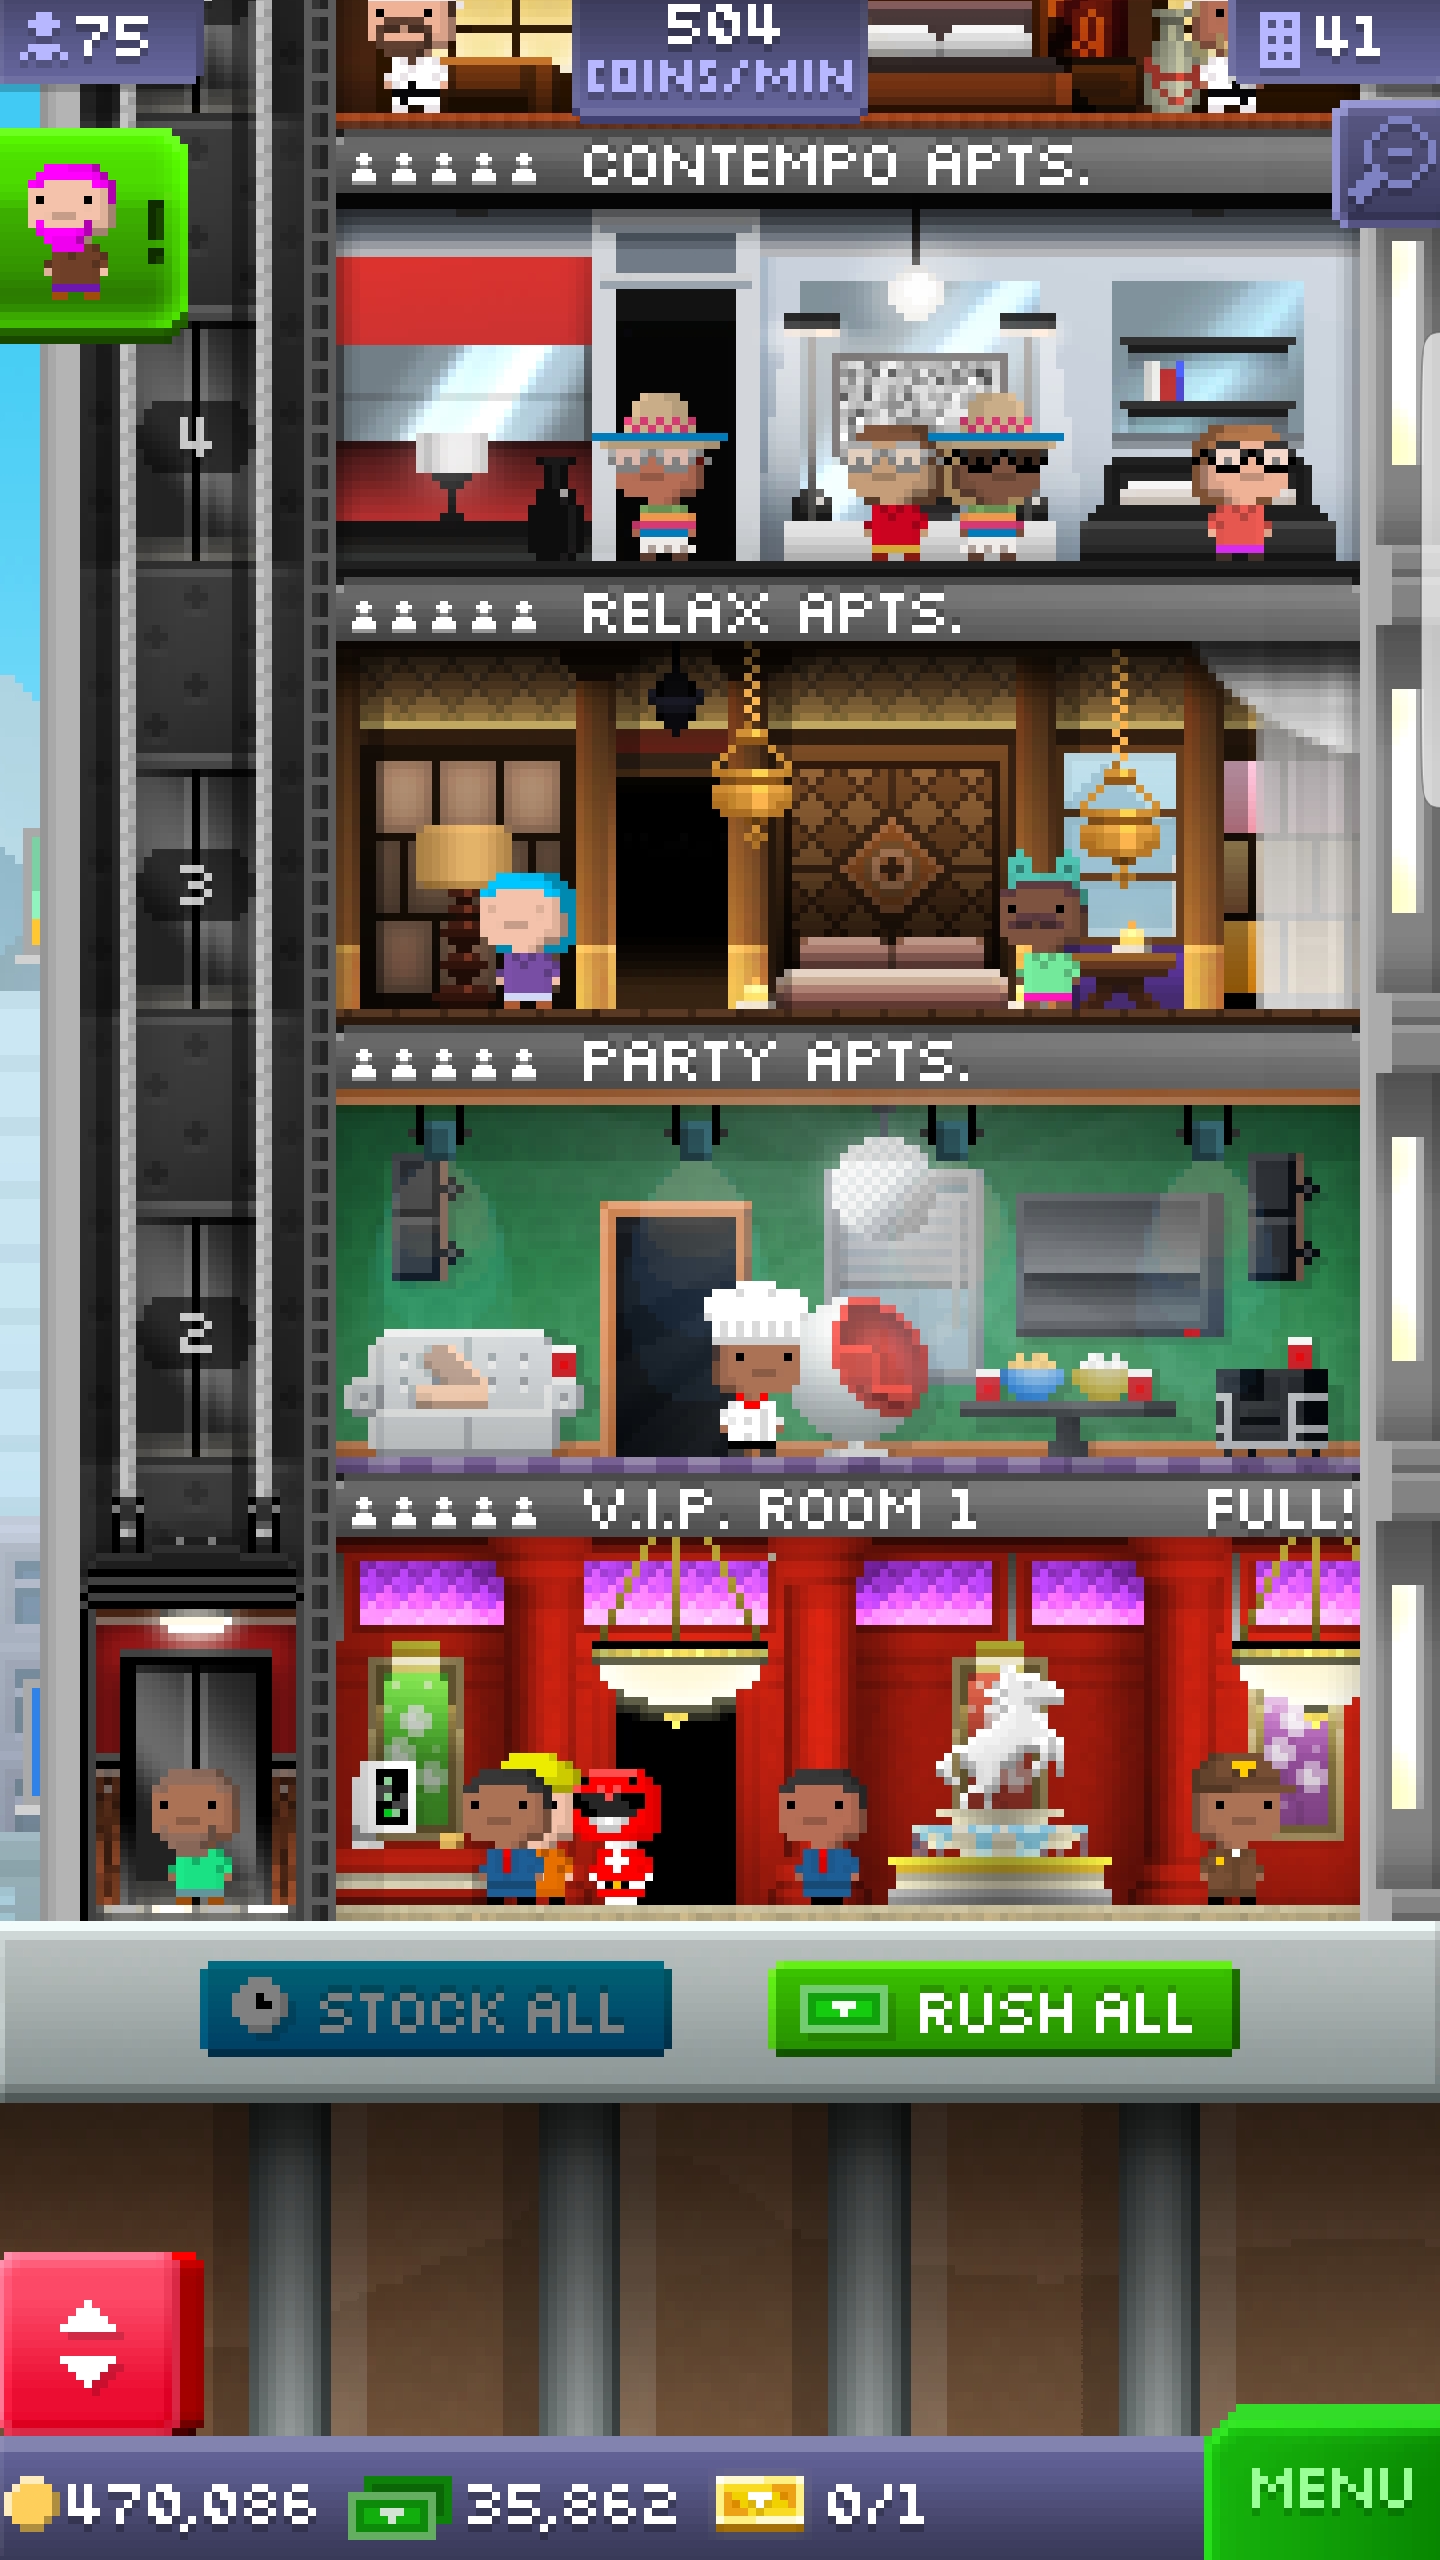 75
504
COINS/MIN
41
!
CONTEMPO APTS.
4
RELAX APTS.
3
PARTY APTS.
2
V.I.P. ROOM 1
FULL!
STOCK ALL
RUSH ALL
470,086
35,862
0/1
MENU